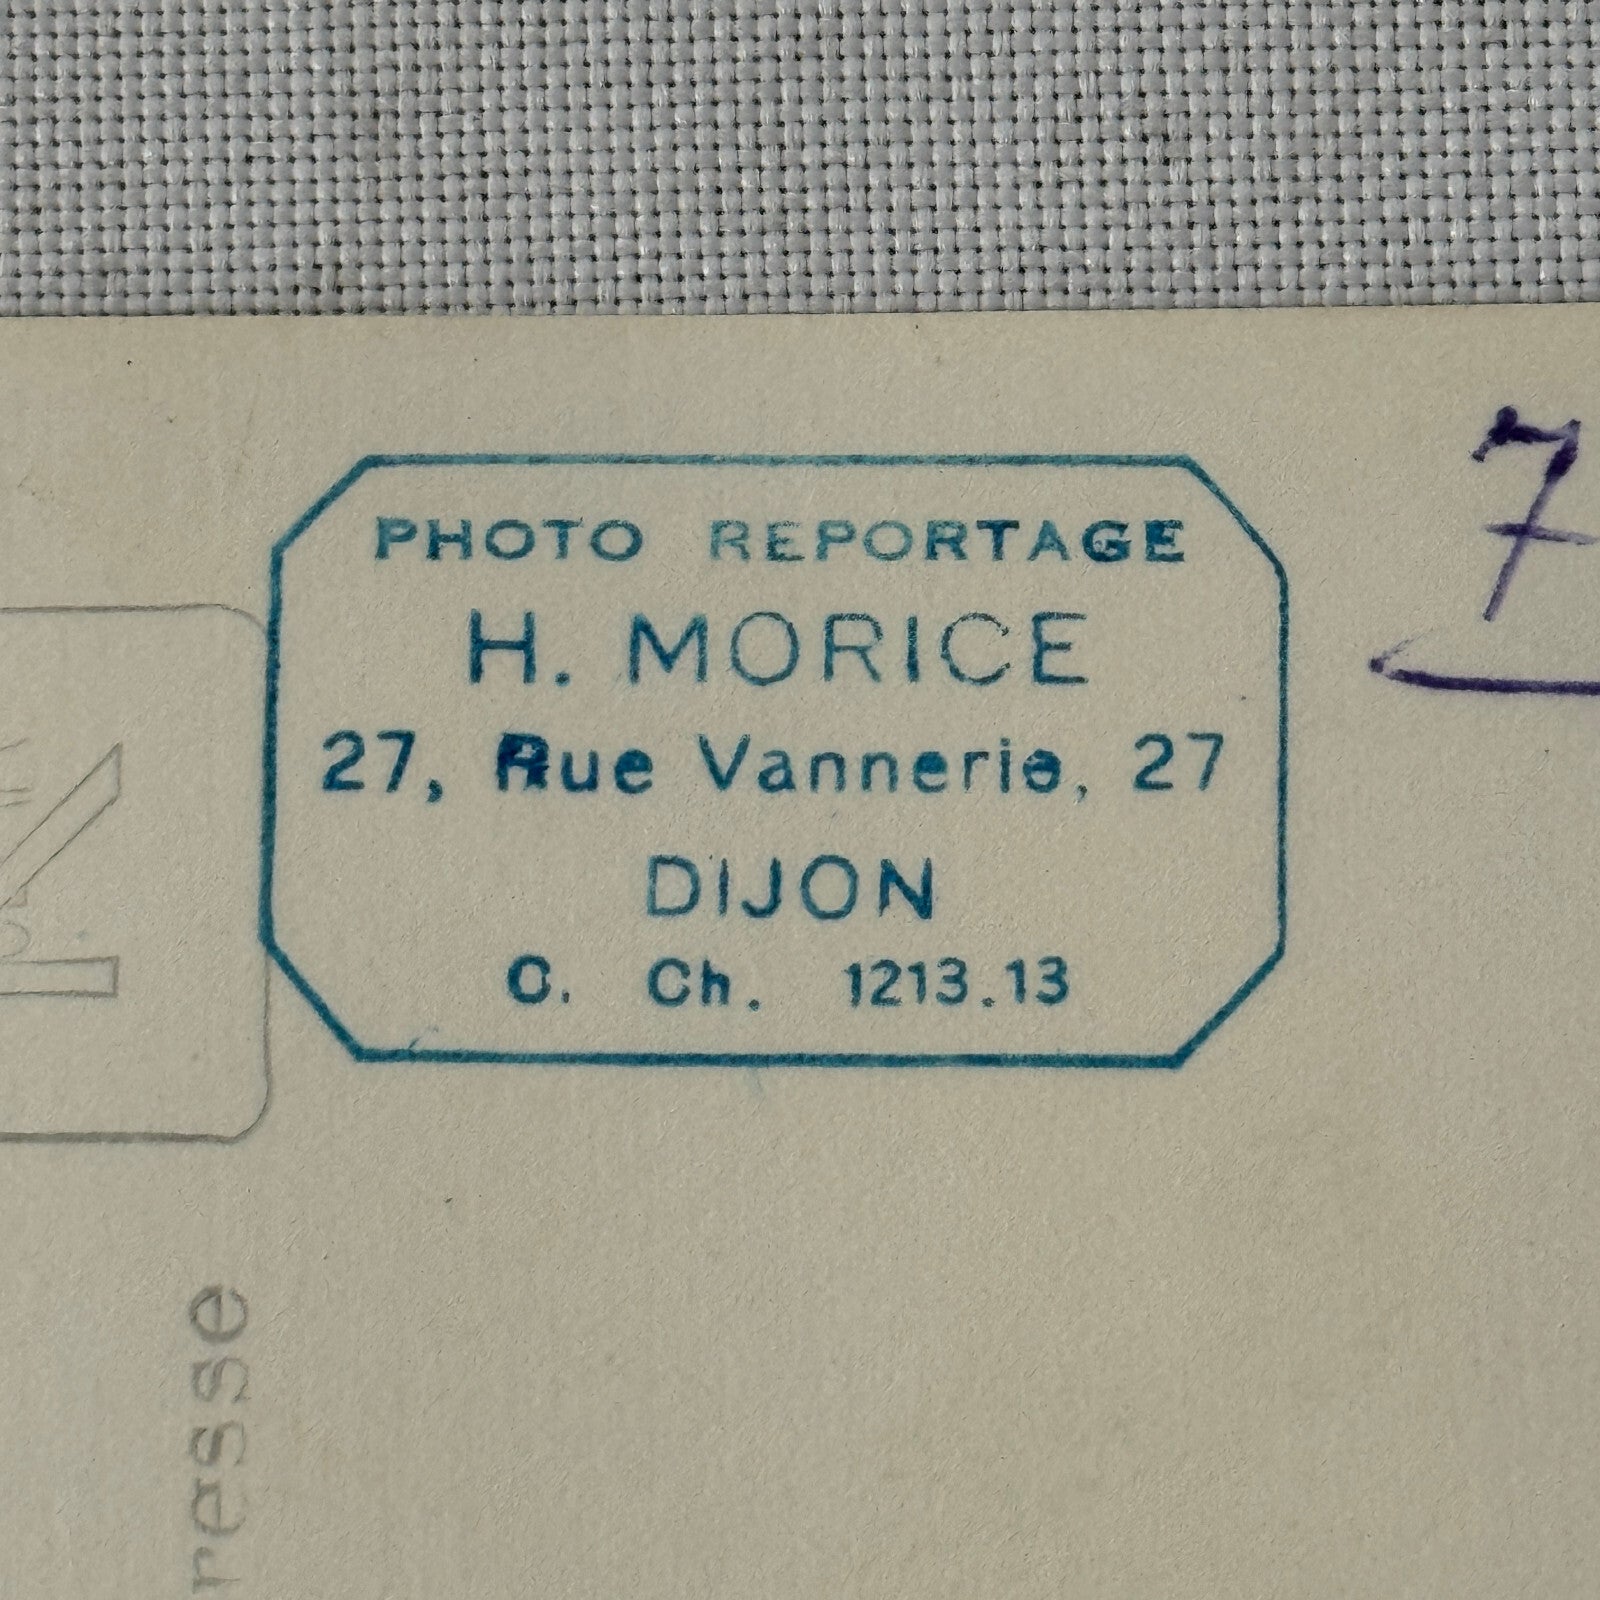 PHOTO REPORTAGE
H. MORICE
27, Rue Vannerie, 27
DIJON
C. Ch. 1213.13
7
resse